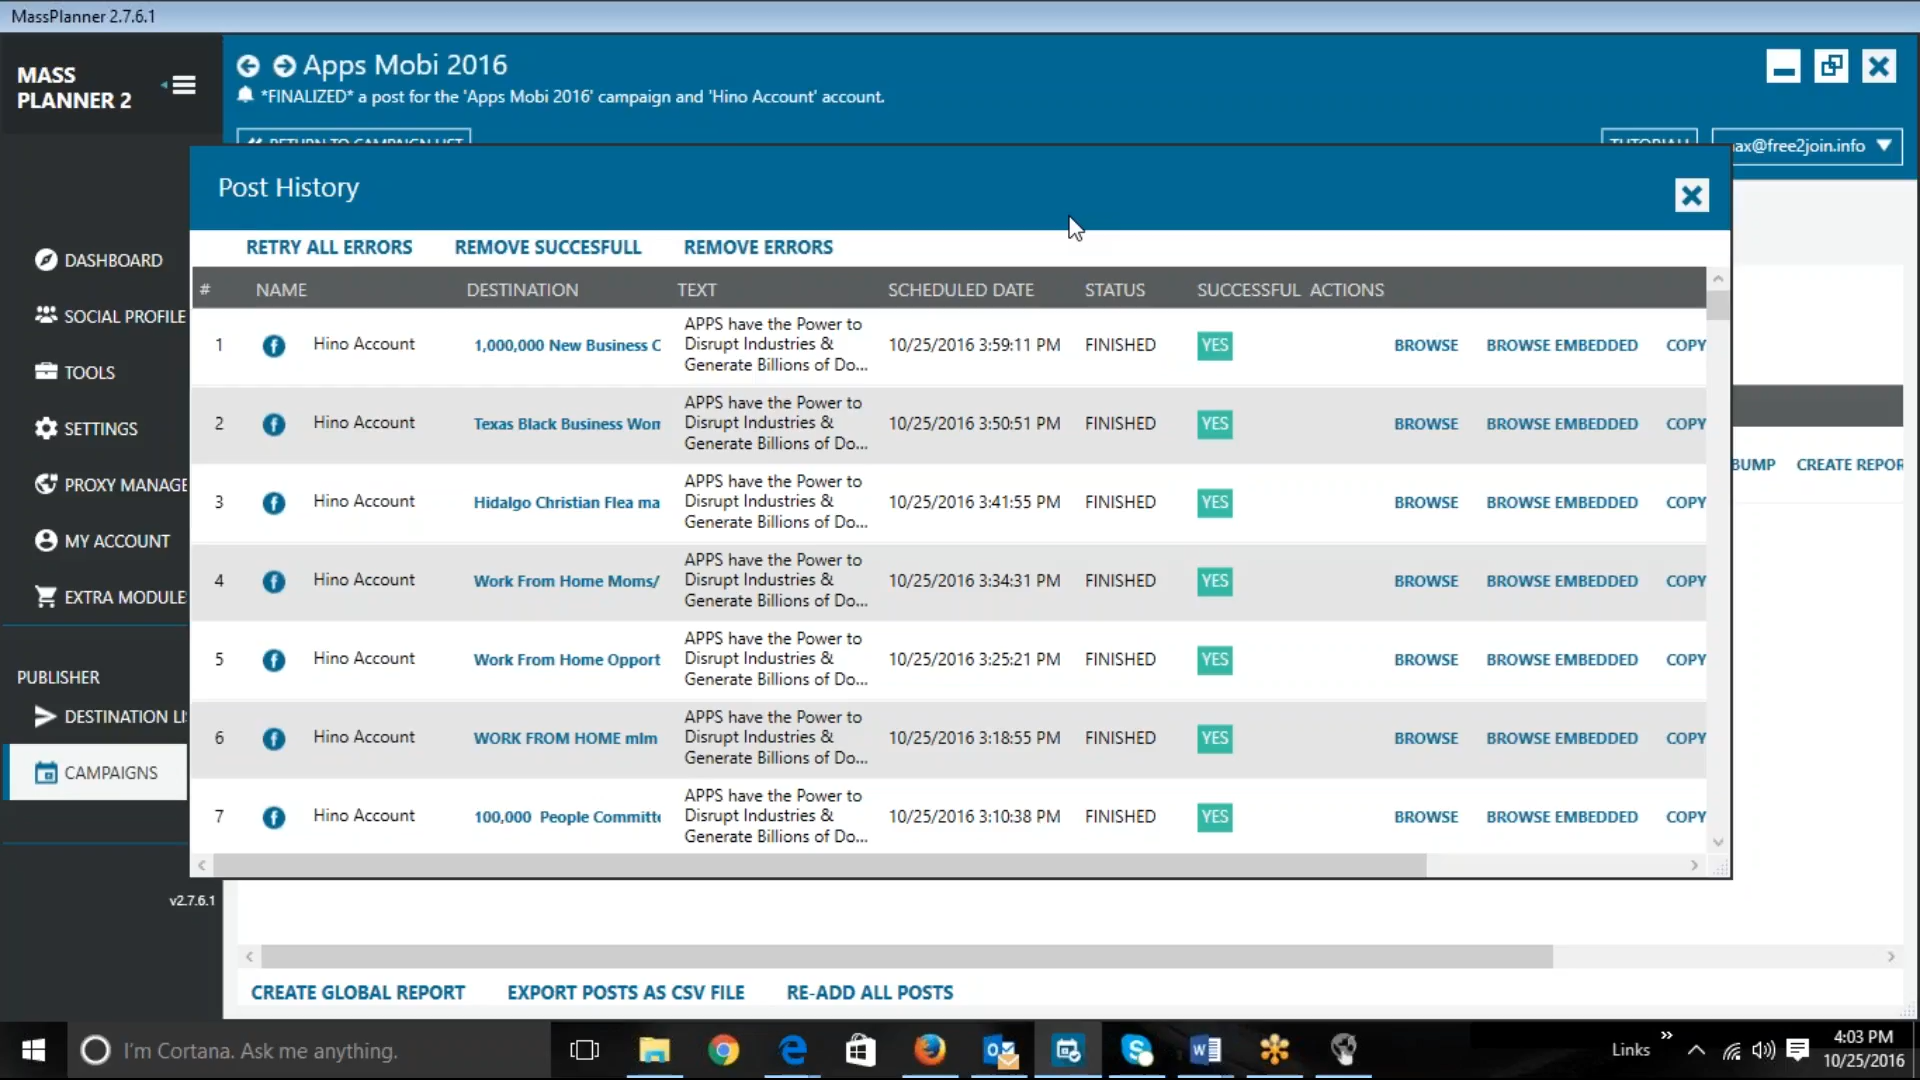 MassPlanner 2.7.6.1
MASS
PLANNER 2
Apps Mobi 2016
*FINALIZED* a post for the 'Apps Mobi 2016' campaign and 'Hino Account' account.
RETURN TO CAMPAIGN LIST
TUTORIAL
ax@free2join.info
Post History
RETRY ALL ERRORS REMOVE SUCCESFULL REMOVE ERRORS
# NAME DESTINATION TEXT SCHEDULED DATE STATUS SUCCESSFUL ACTIONS
1 Hino Account 1,000,000 New Business C APPS have the Power to
Disrupt Industries &
Generate Billions of Do... 10/25/2016 3:59:11 PM FINISHED YES BROWSE BROWSE EMBEDDED COPY
2 Hino Account Texas Black Business Wom APPS have the Power to
Disrupt Industries &
Generate Billions of Do... 10/25/2016 3:50:51 PM FINISHED YES BROWSE BROWSE EMBEDDED COPY
3 Hino Account Hidalgo Christian Flea ma APPS have the Power to
Disrupt Industries &
Generate Billions of Do... 10/25/2016 3:41:55 PM FINISHED YES BROWSE BROWSE EMBEDDED COPY
4 Hino Account Work From Home Moms/ APPS have the Power to
Disrupt Industries &
Generate Billions of Do... 10/25/2016 3:34:31 PM FINISHED YES BROWSE BROWSE EMBEDDED COPY
5 Hino Account Work From Home Opport APPS have the Power to
Disrupt Industries &
Generate Billions of Do... 10/25/2016 3:25:21 PM FINISHED YES BROWSE BROWSE EMBEDDED COPY
6 Hino Account WORK FROM HOME mlm APPS have the Power to
Disrupt Industries &
Generate Billions of Do... 10/25/2016 3:18:55 PM FINISHED YES BROWSE BROWSE EMBEDDED COPY
7 Hino Account 100,000 People Committe APPS have the Power to
Disrupt Industries &
Generate Billions of Do... 10/25/2016 3:10:38 PM FINISHED YES BROWSE BROWSE EMBEDDED COPY
BUMP CREATE REPOR
DASHBOARD
SOCIAL PROFILE
TOOLS
SETTINGS
PROXY MANAGE
MY ACCOUNT
EXTRA MODULE
PUBLISHER
DESTINATION LI
CAMPAIGNS
v2.7.6.1
CREATE GLOBAL REPORT EXPORT POSTS AS CSV FILE RE-ADD ALL POSTS
I'm Cortana. Ask me anything.
Links
4:03 PM
10/25/2016